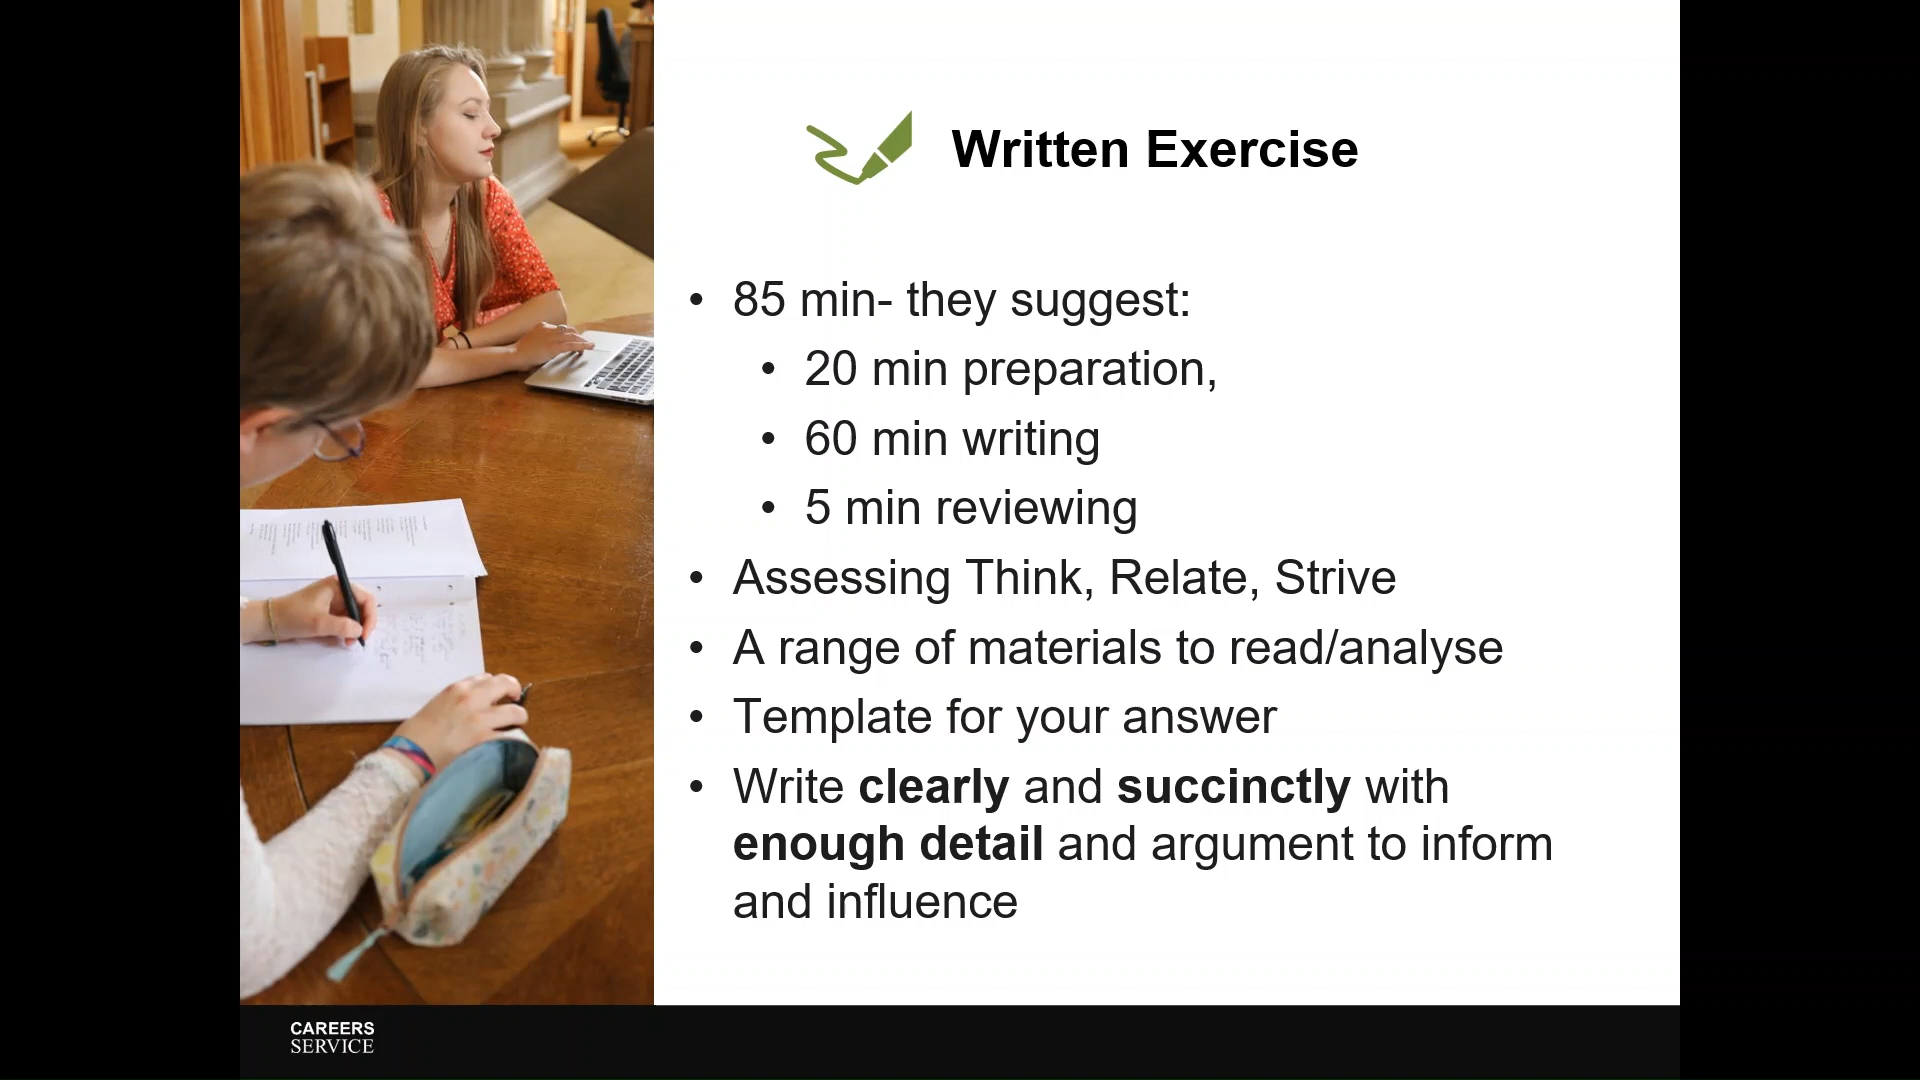 Written Exercise
• 85 min- they suggest:
• 20 min preparation,
• 60 min writing
• 5 min reviewing
• Assessing Think, Relate, Strive
• A range of materials to read/analyse
• Template for your answer
• Write clearly and succinctly with
enough detail and argument to inform
and influence
CAREERS
SERVICE